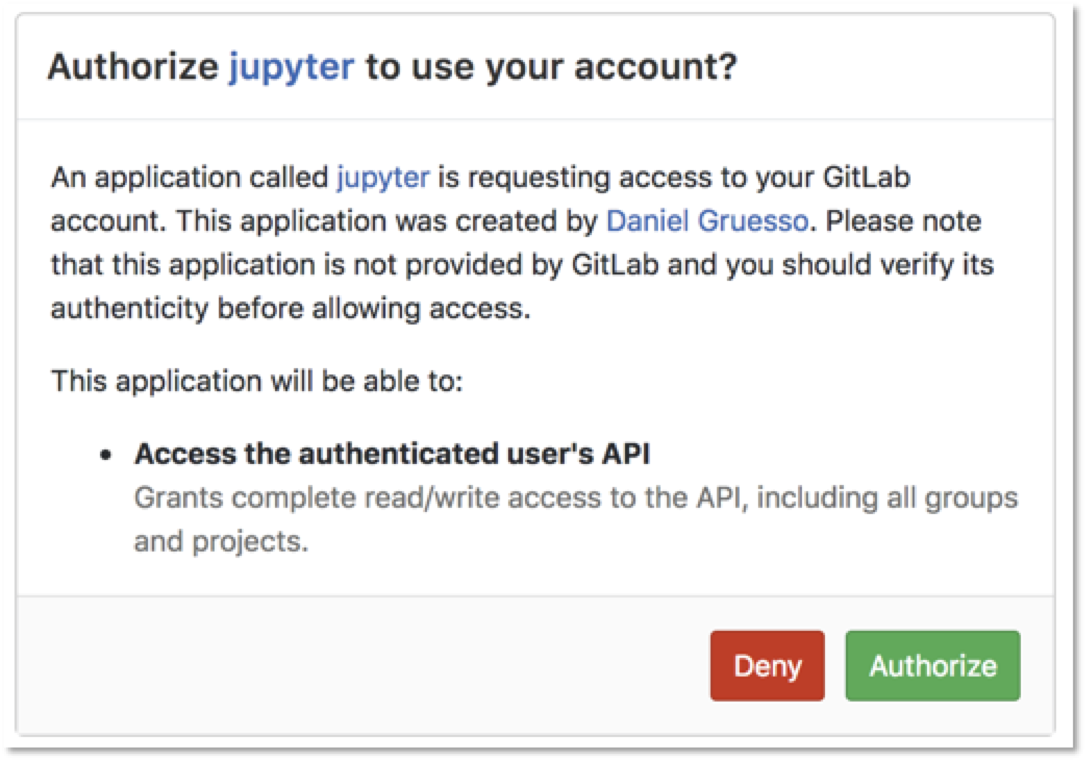 Authorize jupyter to use your account?
An application called jupyter is requesting access to your GitLab
account. This application was created by Daniel Gruesso. Please note
that this application is not provided by GitLab and you should verify its
authenticity before allowing access.
This application will be able to:
• Access the authenticated user's API
Grants complete read/write access to the API, including all groups
and projects.
Deny Authorize